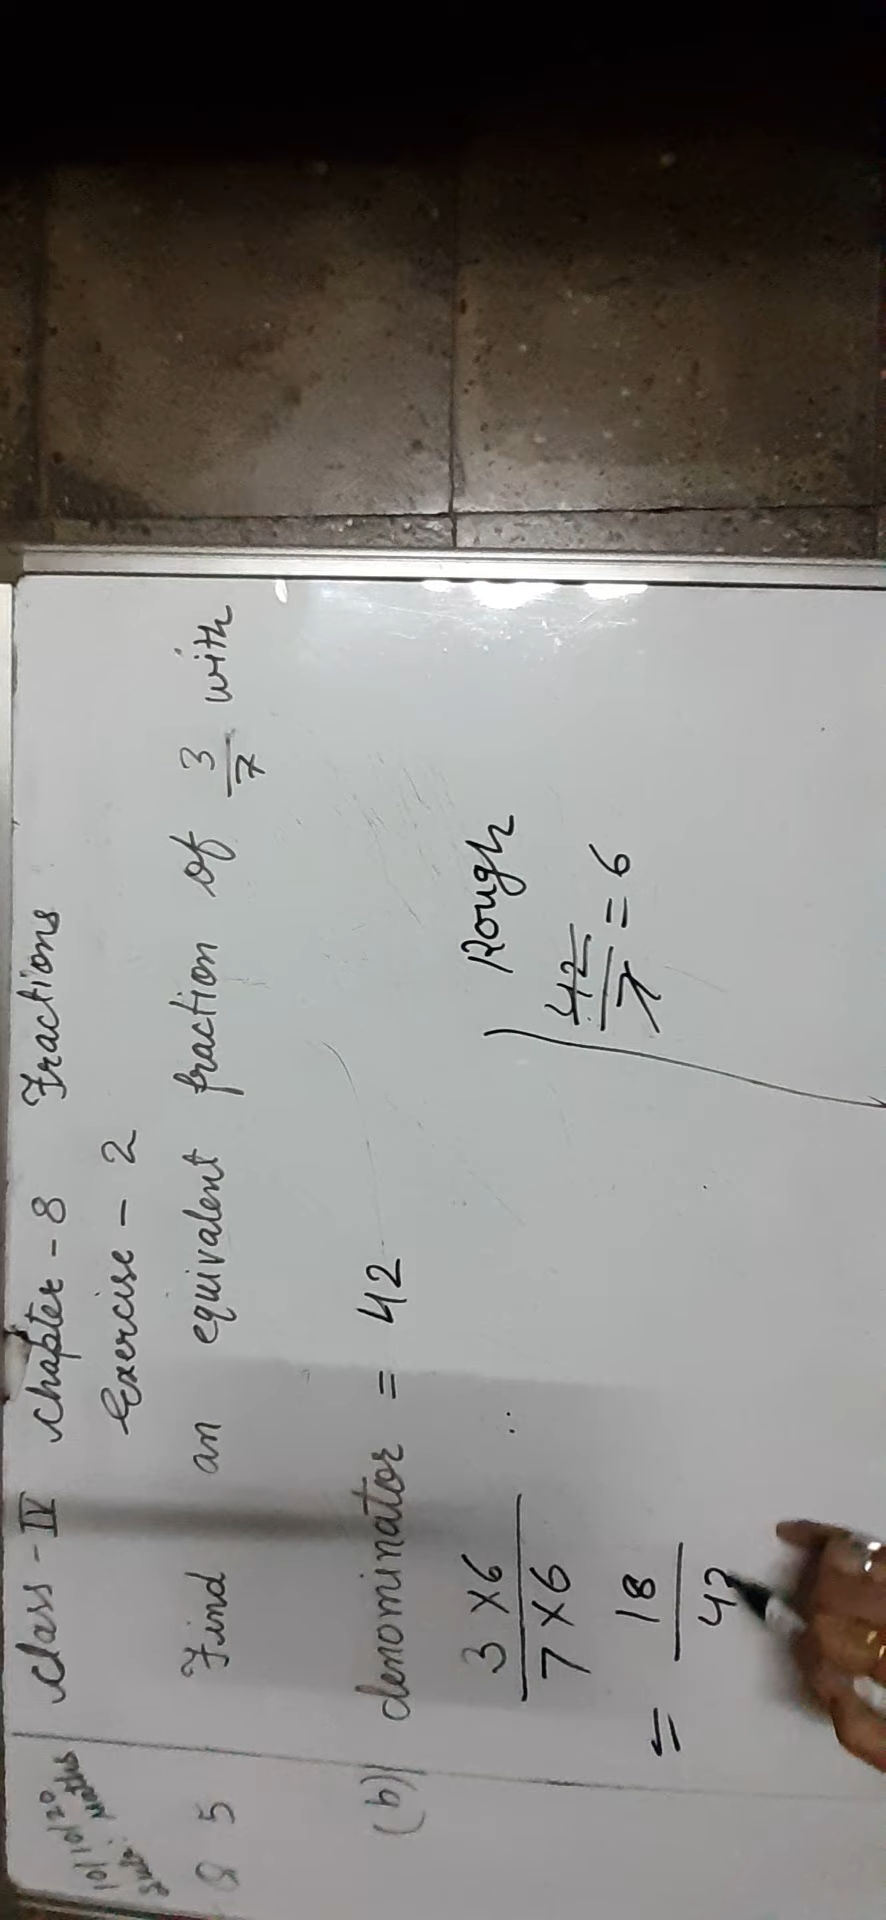 10/10/20 Class-IV Chapter-8 Fractions
Sub: Maths Exercise - 2
Q 5 Find an equivalent fraction of 3/7 with
(b) denominator = 42
Rough
3 × 6 / 7 × 6
42/7 = 6
= 18/42